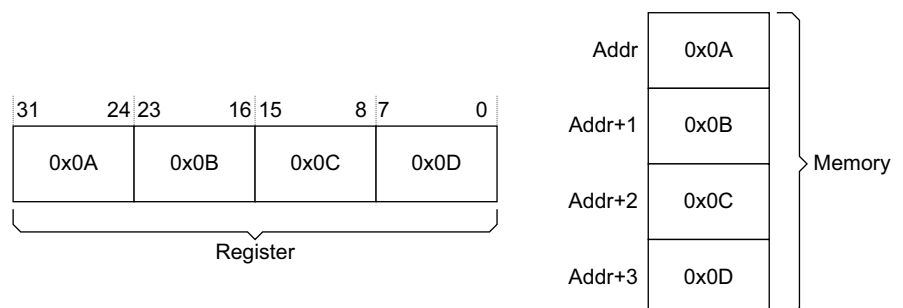 31 24 23 16 15 8 7 0
0x0A 0x0B 0x0C 0x0D
Register
Addr 0x0A
Addr+1 0x0B
Addr+2 0x0C
Addr+3 0x0D
Memory